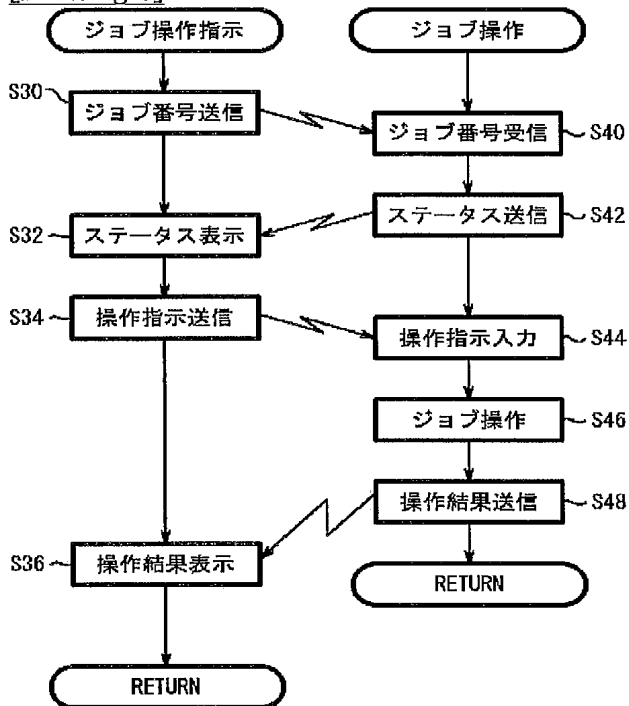 ジョブ操作指示
ジョブ操作
S30
ジョブ番号送信
ジョブ番号受信
S40
S32
ステータス表示
ステータス送信
S42
S34
操作指示送信
操作指示入力
S44
ジョブ操作
S46
操作結果送信
S48
S36
操作結果表示
RETURN
RETURN